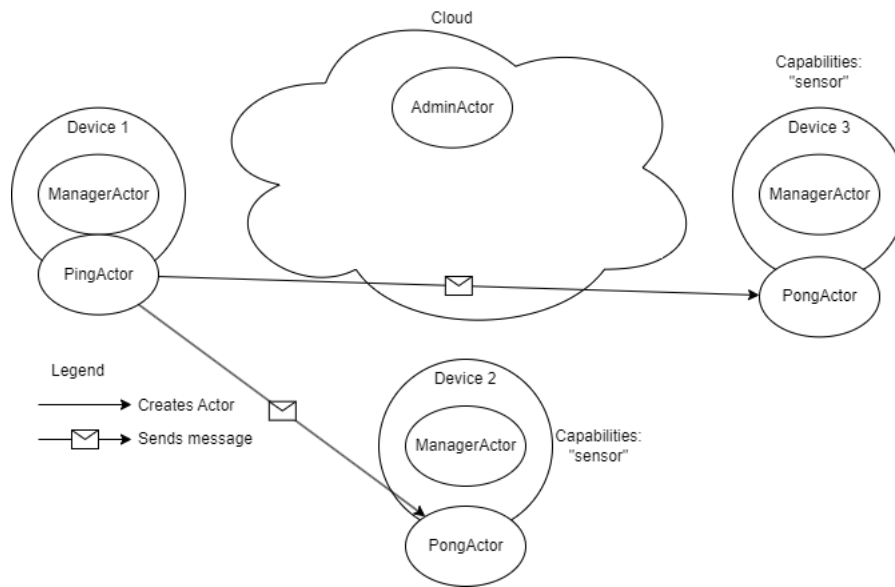 Cloud
Capabilities:
"sensor"
AdminActor
Device 1
Device 3
ManagerActor
ManagerActor
PingActor
PongActor
Legend
Creates Actor
Sends message
Device 2
ManagerActor
Capabilities:
"sensor"
PongActor